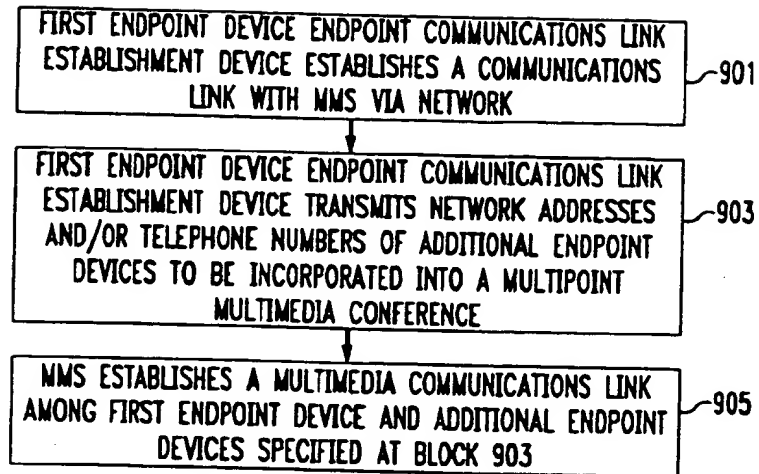 FIRST ENDPOINT DEVICE ENDPOINT COMMUNICATIONS LINK
ESTABLISHMENT DEVICE ESTABLISHES A COMMUNICATIONS
LINK WITH MMS VIA NETWORK
901
FIRST ENDPOINT DEVICE ENDPOINT COMMUNICATIONS LINK
ESTABLISHMENT DEVICE TRANSMITS NETWORK ADDRESSES
AND/OR TELEPHONE NUMBERS OF ADDITIONAL ENDPOINT
DEVICES TO BE INCORPORATED INTO A MULTIPOINT
MULTIMEDIA CONFERENCE
903
MMS ESTABLISHES A MULTIMEDIA COMMUNICATIONS LINK
AMONG FIRST ENDPOINT DEVICE AND ADDITIONAL ENDPOINT
DEVICES SPECIFIED AT BLOCK 903
905